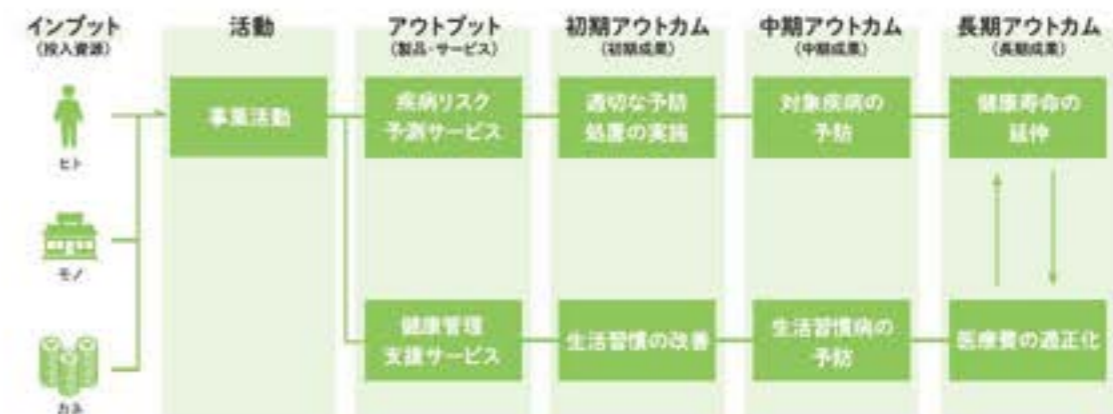 インプット
(投入資源)
活動
アウトプット
(製品・サービス)
初期アウトカム
(初期成果)
中期アウトカム
(中期成果)
長期アウトカム
(長期成果)
ヒト
モノ
カネ
事業活動
疾病リスク
予測サービス
適切な予防
処置の実施
対象疾病の
予防
健康寿命の
延伸
健康管理
支援サービス
生活習慣の改善
生活習慣病の
予防
医療費の適正化